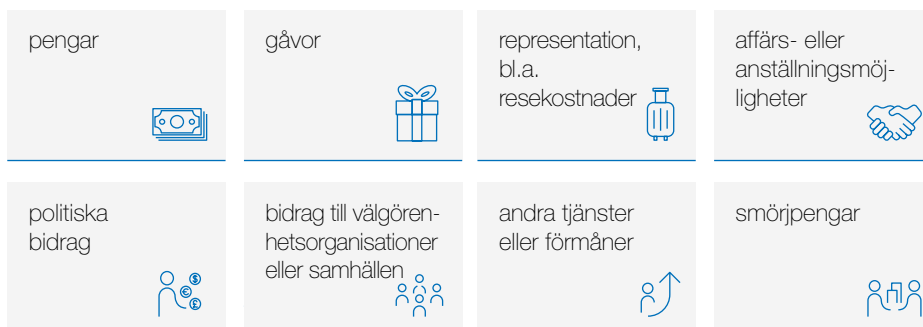 pengar
gåvor
representation,
bl.a.
resekostnader
affärs- eller
anställningsmöj-
ligheter
politiska
bidrag
bidrag till välgören-
hetsorganisationer
eller samhällen
andra tjänster
eller förmåner
smörjpengar
$
€
£